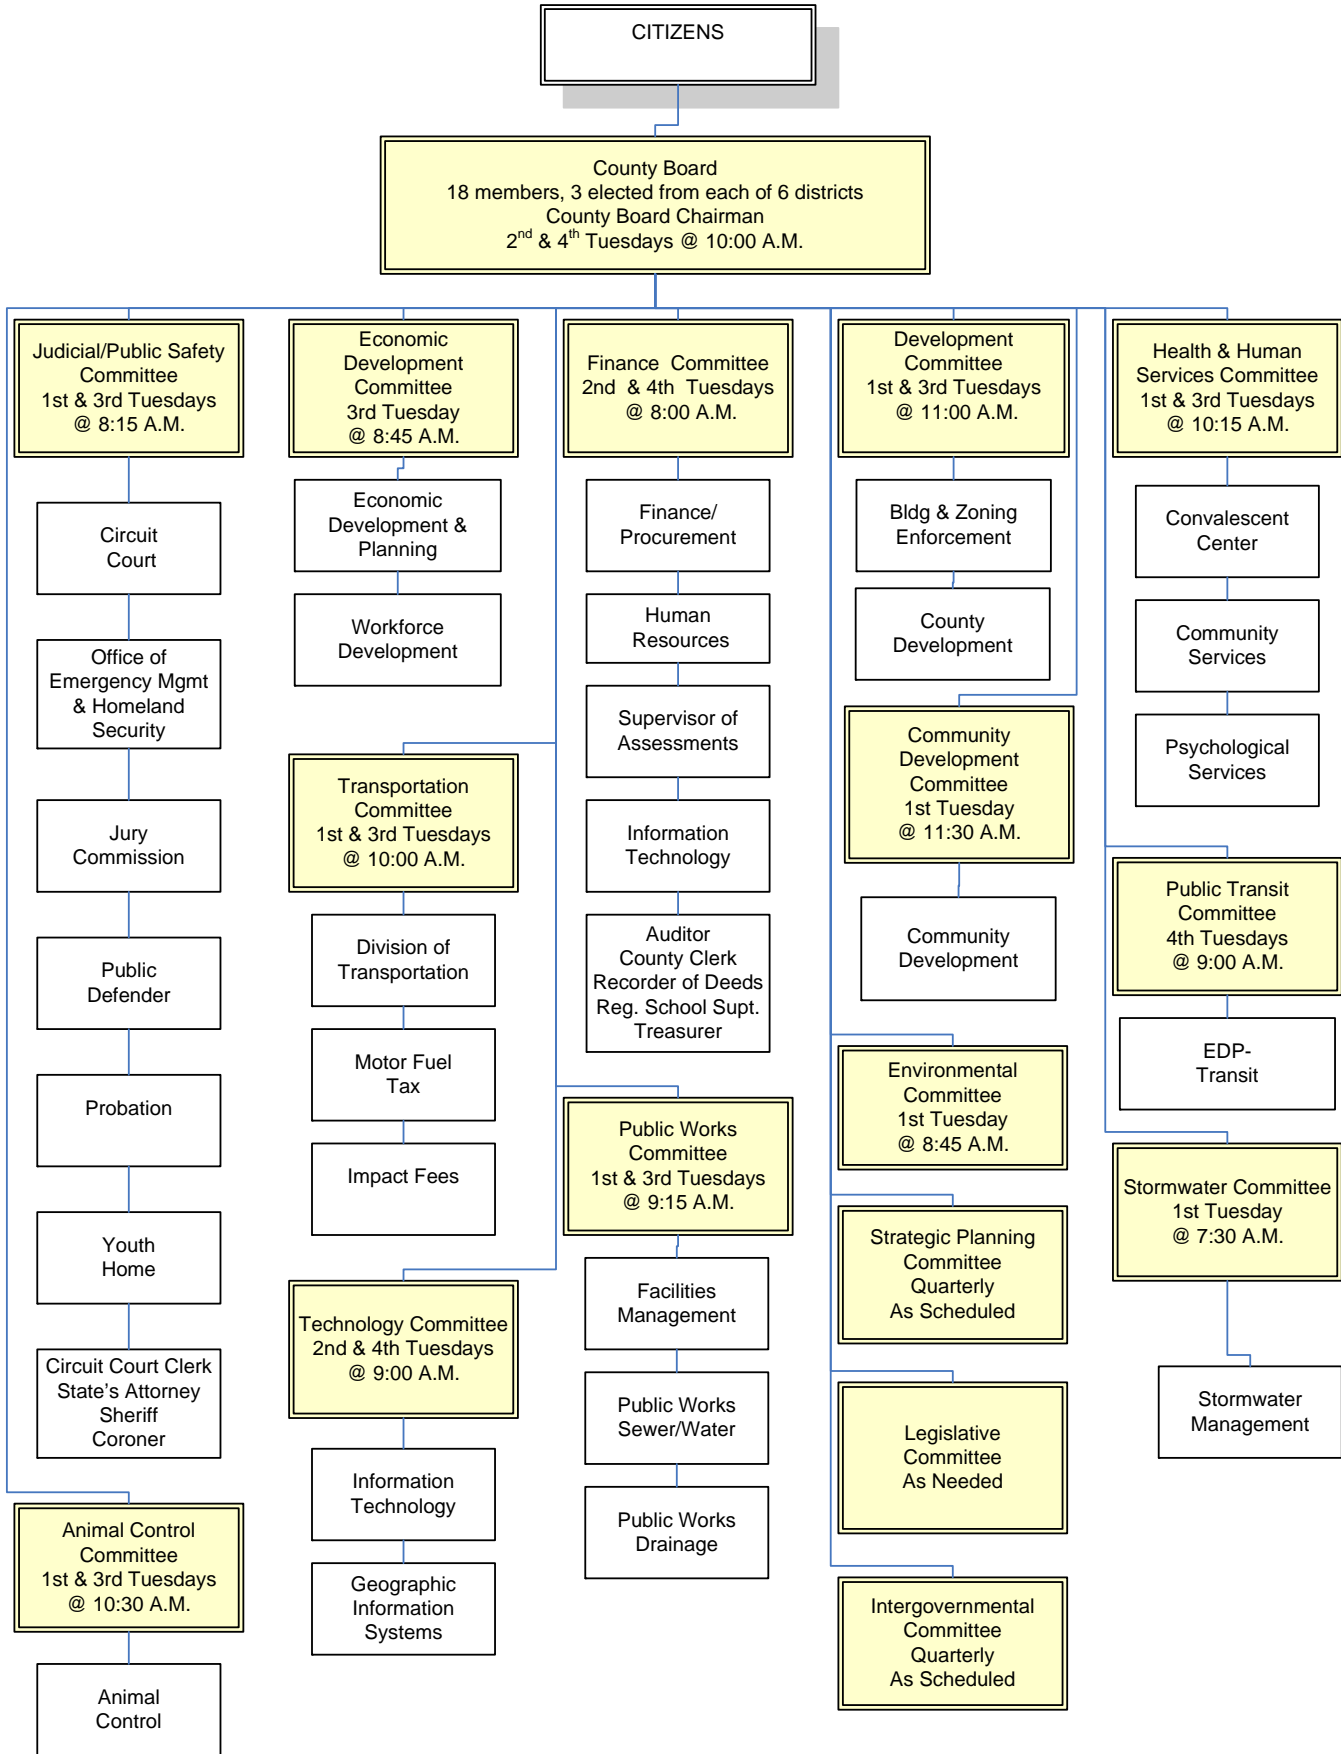 CITIZENS
County Board
18 members, 3 elected from each of 6 districts
County Board Chairman
2nd & 4th Tuesdays @ 10:00 A.M.
Judicial/Public Safety
Committee
1st & 3rd Tuesdays
@ 8:15 A.M.
Circuit
Court
Office of
Emergency Mgmt
& Homeland
Security
Jury
Commission
Public
Defender
Probation
Youth
Home
Circuit Court Clerk
State's Attorney
Sheriff
Coroner
Animal Control
Committee
1st & 3rd Tuesdays
@ 10:30 A.M.
Animal
Control
Economic
Development
Committee
3rd Tuesday
@ 8:45 A.M.
Economic
Development &
Planning
Workforce
Development
Transportation
Committee
1st & 3rd Tuesdays
@ 10:00 A.M.
Division of
Transportation
Motor Fuel
Tax
Impact Fees
Technology Committee
2nd & 4th Tuesdays
@ 9:00 A.M.
Information
Technology
Geographic
Information
Systems
Finance Committee
2nd & 4th Tuesdays
@ 8:00 A.M.
Finance/
Procurement
Human
Resources
Supervisor of
Assessments
Information
Technology
Auditor
County Clerk
Recorder of Deeds
Reg. School Supt.
Treasurer
Public Works
Committee
1st & 3rd Tuesdays
@ 9:15 A.M.
Facilities
Management
Public Works
Sewer/Water
Public Works
Drainage
Development
Committee
1st & 3rd Tuesdays
@ 11:00 A.M.
Bldg & Zoning
Enforcement
County
Development
Community
Development
Committee
1st Tuesday
@ 11:30 A.M.
Community
Development
Environmental
Committee
1st Tuesday
@ 8:45 A.M.
Strategic Planning
Committee
Quarterly
As Scheduled
Legislative
Committee
As Needed
Intergovernmental
Committee
Quarterly
As Scheduled
Health & Human
Services Committee
1st & 3rd Tuesdays
@ 10:15 A.M.
Convalescent
Center
Community
Services
Psychological
Services
Public Transit
Committee
4th Tuesdays
@ 9:00 A.M.
EDP-
Transit
Stormwater Committee
1st Tuesday
@ 7:30 A.M.
Stormwater
Management